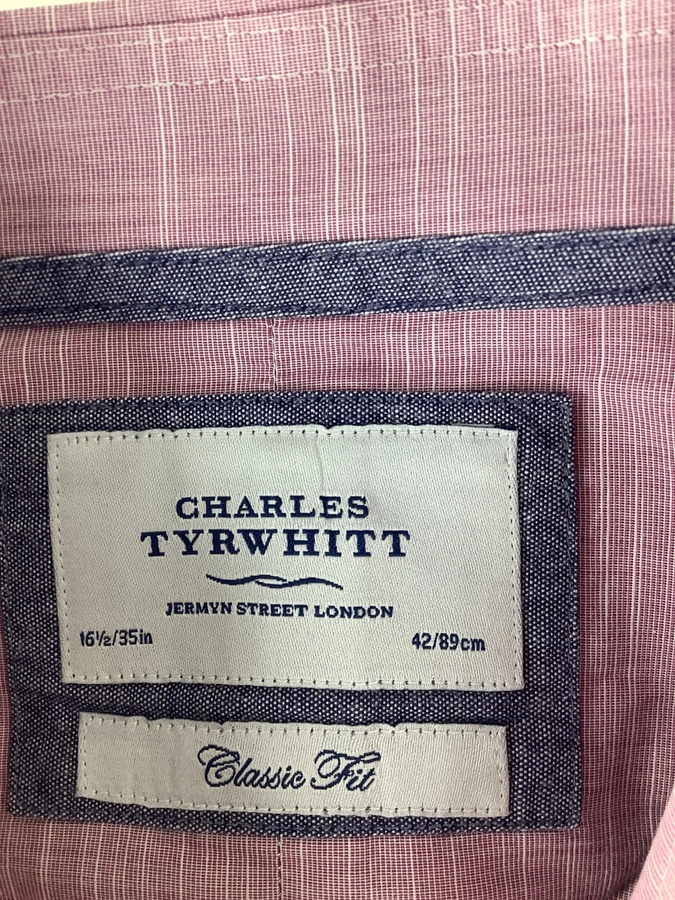 CHARLES
TYRWHITT
JERMYN STREET LONDON
16½/35in 42/89cm
Classic Fit